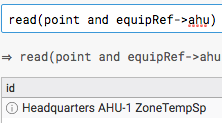 read(point and equipRef->ahu)
⇒ read(point and equipRef->ahu
id
ⓘ Headquarters AHU-1 ZoneTempSp